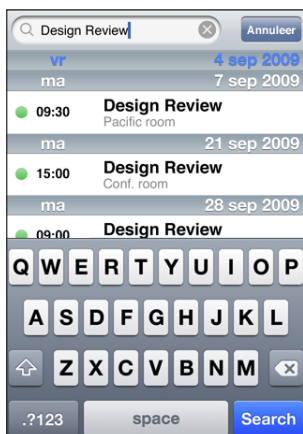 Design Review
Annuleer
vr 4 sep 2009
ma 7 sep 2009
09:30 Design Review
Pacific room
ma 21 sep 2009
15:00 Design Review
Conf. room
ma 28 sep 2009
09:00 Design Review
Q W E R T Y U I O P
A S D F G H J K L
Z X C V B N M
.?123 space Search